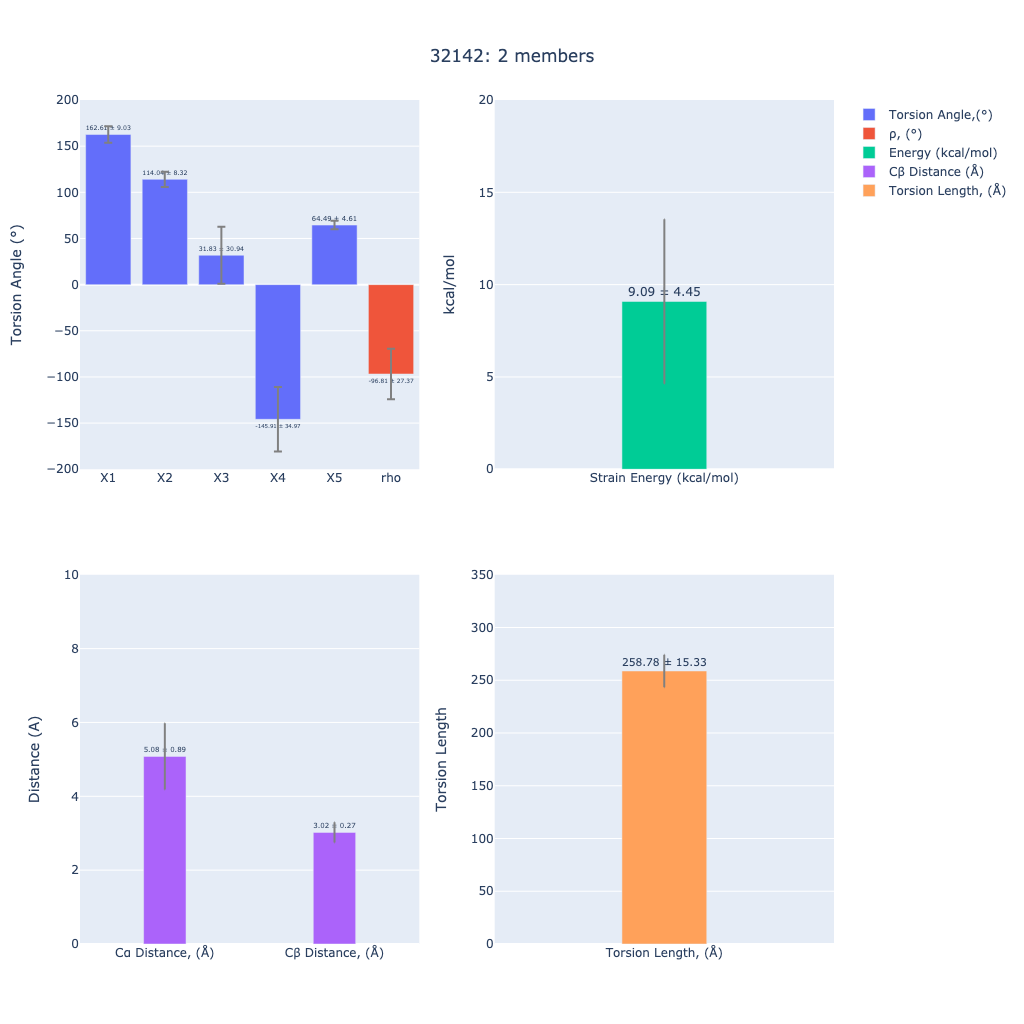 32142: 2 members
200
150
100
50
0
−50
−100
−150
−200
Torsion Angle (°)
114.0 ± 8.32
31.83 ± 30.94
-145.91 ± 34.97
64.49 ± 4.61
-96.81 ± 27.37
X1
X2
X3
X4
X5
rho
20
15
10
5
0
kcal/mol
9.09 ± 4.45
Strain Energy (kcal/mol)
Torsion Angle,(°)
ρ, (°)
Energy (kcal/mol)
Cβ Distance (Å)
Torsion Length, (Å)
10
8
6
4
2
0
Distance (A)
5.08 ± 0.89
3.02 ± 0.27
Cα Distance, (Å)
Cβ Distance, (Å)
350
300
250
200
150
100
50
0
Torsion Length
258.78 ± 15.33
Torsion Length, (Å)